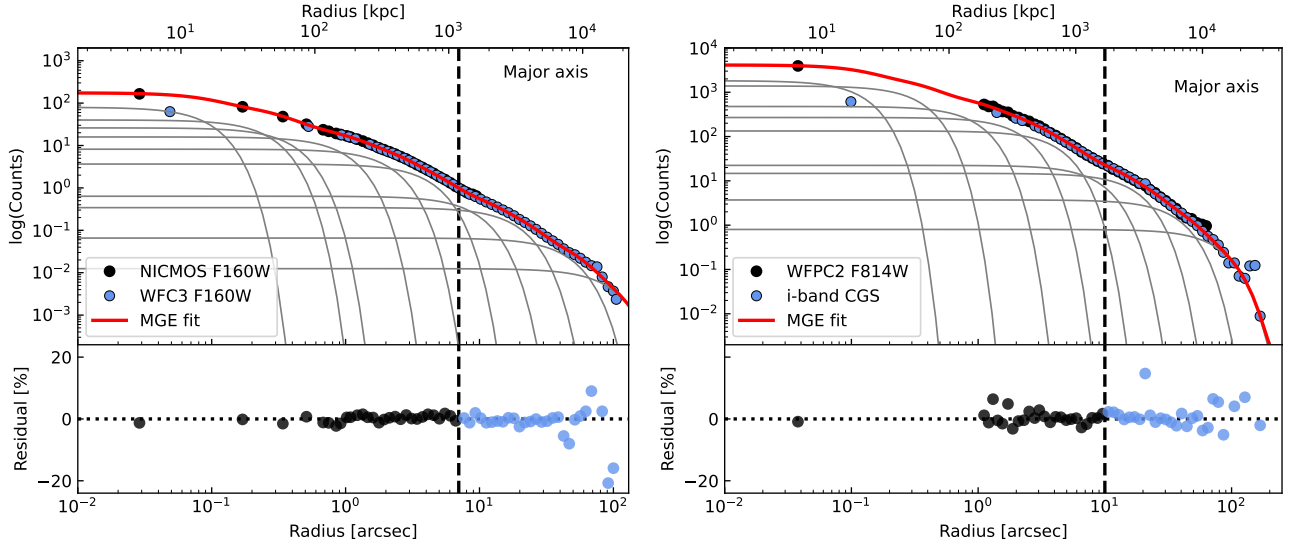 Radius [kpc]
10¹ 10² 10³ 10⁴
log(Counts)
10³
10²
10¹
10⁰
10⁻¹
10⁻²
10⁻³
Major axis
NICMOS F160W
WFC3 F160W
MGE fit
Residual [%]
20
0
−20
10⁻² 10⁻¹ 10⁰ 10¹ 10²
Radius [arcsec]
Radius [kpc]
10¹ 10² 10³ 10⁴
log(Counts)
10⁴
10³
10²
10¹
10⁰
10⁻¹
10⁻²
Major axis
WFPC2 F814W
i-band CGS
MGE fit
Residual [%]
20
0
−20
10⁻² 10⁻¹ 10⁰ 10¹ 10²
Radius [arcsec]